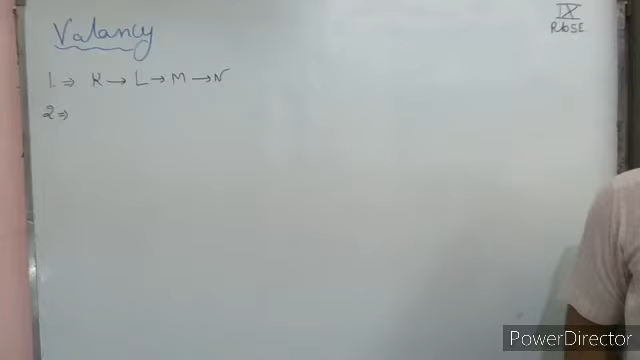 Valancy
IX
RBSE
1 ⇒ K → L → M → N
2 ⇒
PowerDirector